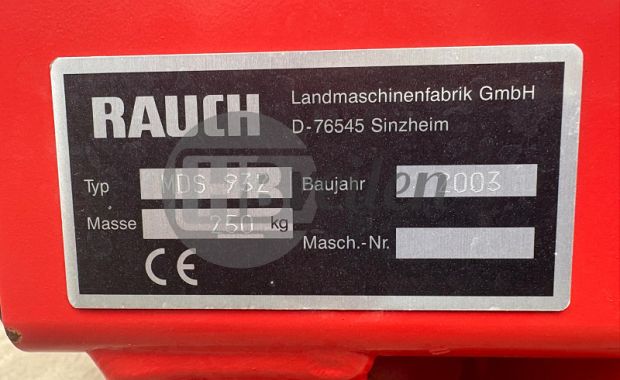 RAUCH
Landmaschinenfabrik GmbH
D-76545 Sinzheim
Typ MDS 932 Baujahr 2003
Masse 250 kg Masch.-Nr.
CE